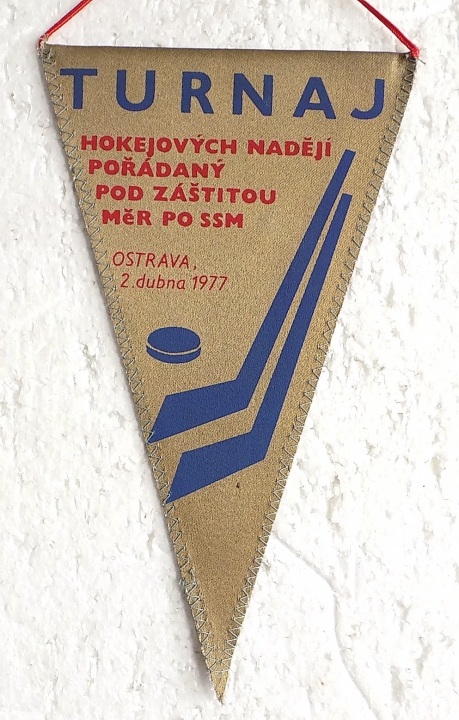 TURNAJ
HOKEJOVÝCH NADĚJÍ
POŘÁDANÝ
POD ZÁŠTITOU
MěR PO SSM
OSTRAVA,
2. dubna 1977